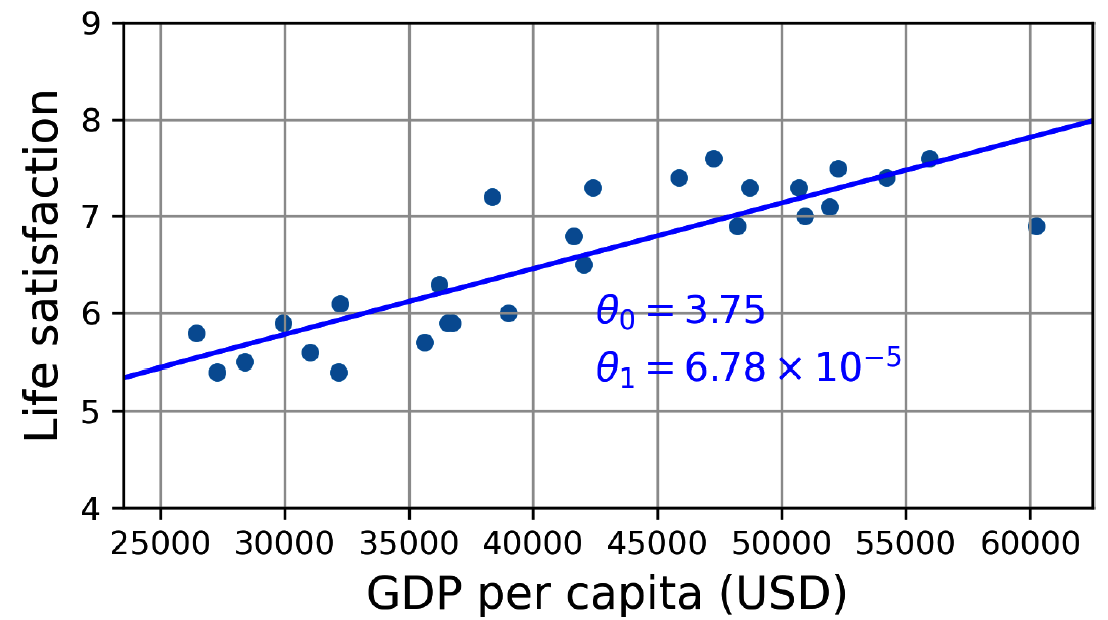 9
8
7
6
5
4
Life satisfaction
θ₀ = 3.75
θ₁ = 6.78 × 10⁻⁵
25000 30000 35000 40000 45000 50000 55000 60000
GDP per capita (USD)